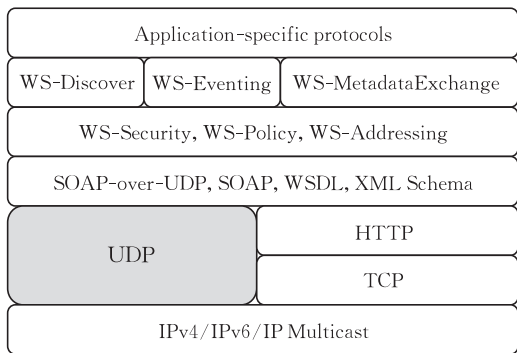 Application-specific protocols
WS-Discover WS-Eventing WS-MetadataExchange
WS-Security, WS-Policy, WS-Addressing
SOAP-over-UDP, SOAP, WSDL, XML Schema
UDP
HTTP
TCP
IPv4/IPv6/IP Multicast